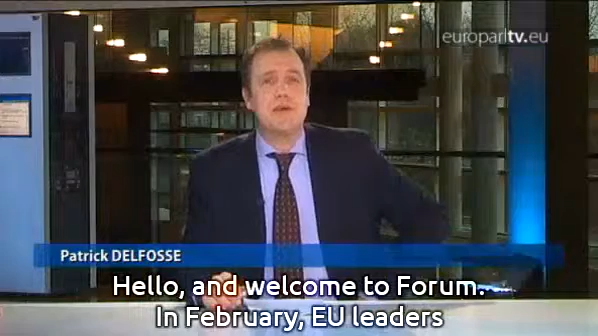 europarltv.eu
Patrick DELFOSSE
Hello, and welcome to Forum.
In February, EU leaders